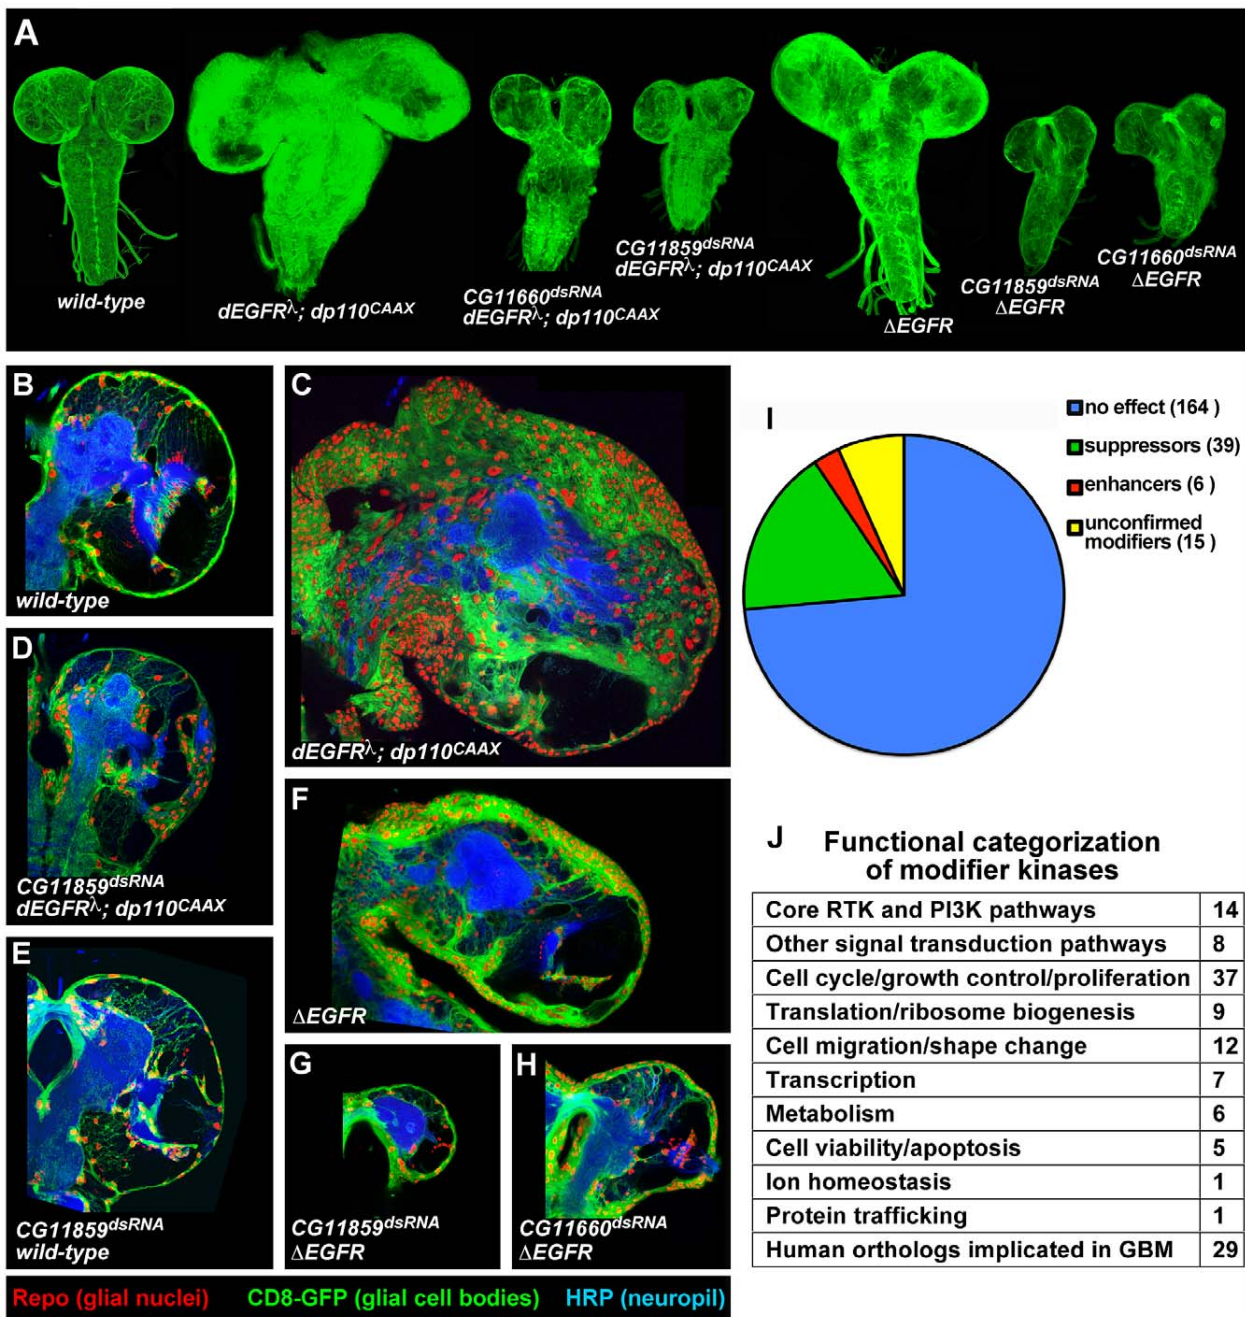 A
wild-type
dEGFRλ; dp110CAAX
CG11660dsRNA
dEGFRλ; dp110CAAX
CG11859dsRNA
dEGFRλ; dp110CAAX
ΔEGFR
CG11859dsRNA
ΔEGFR
CG11660dsRNA
ΔEGFR
B
wild-type
C
dEGFRλ; dp110CAAX
D
CG11859dsRNA
dEGFRλ; dp110CAAX
E
CG11859dsRNA
wild-type
F
ΔEGFR
G
CG11859dsRNA
ΔEGFR
H
CG11660dsRNA
ΔEGFR
Repo (glial nuclei) CD8-GFP (glial cell bodies) HRP (neuropil)
I
no effect (164 )
suppressors (39)
enhancers (6 )
unconfirmed
modifiers (15 )
J Functional categorization
of modifier kinases
Core RTK and PI3K pathways 14
Other signal transduction pathways 8
Cell cycle/growth control/proliferation 37
Translation/ribosome biogenesis 9
Cell migration/shape change 12
Transcription 7
Metabolism 6
Cell viability/apoptosis 5
Ion homeostasis 1
Protein trafficking 1
Human orthologs implicated in GBM 29